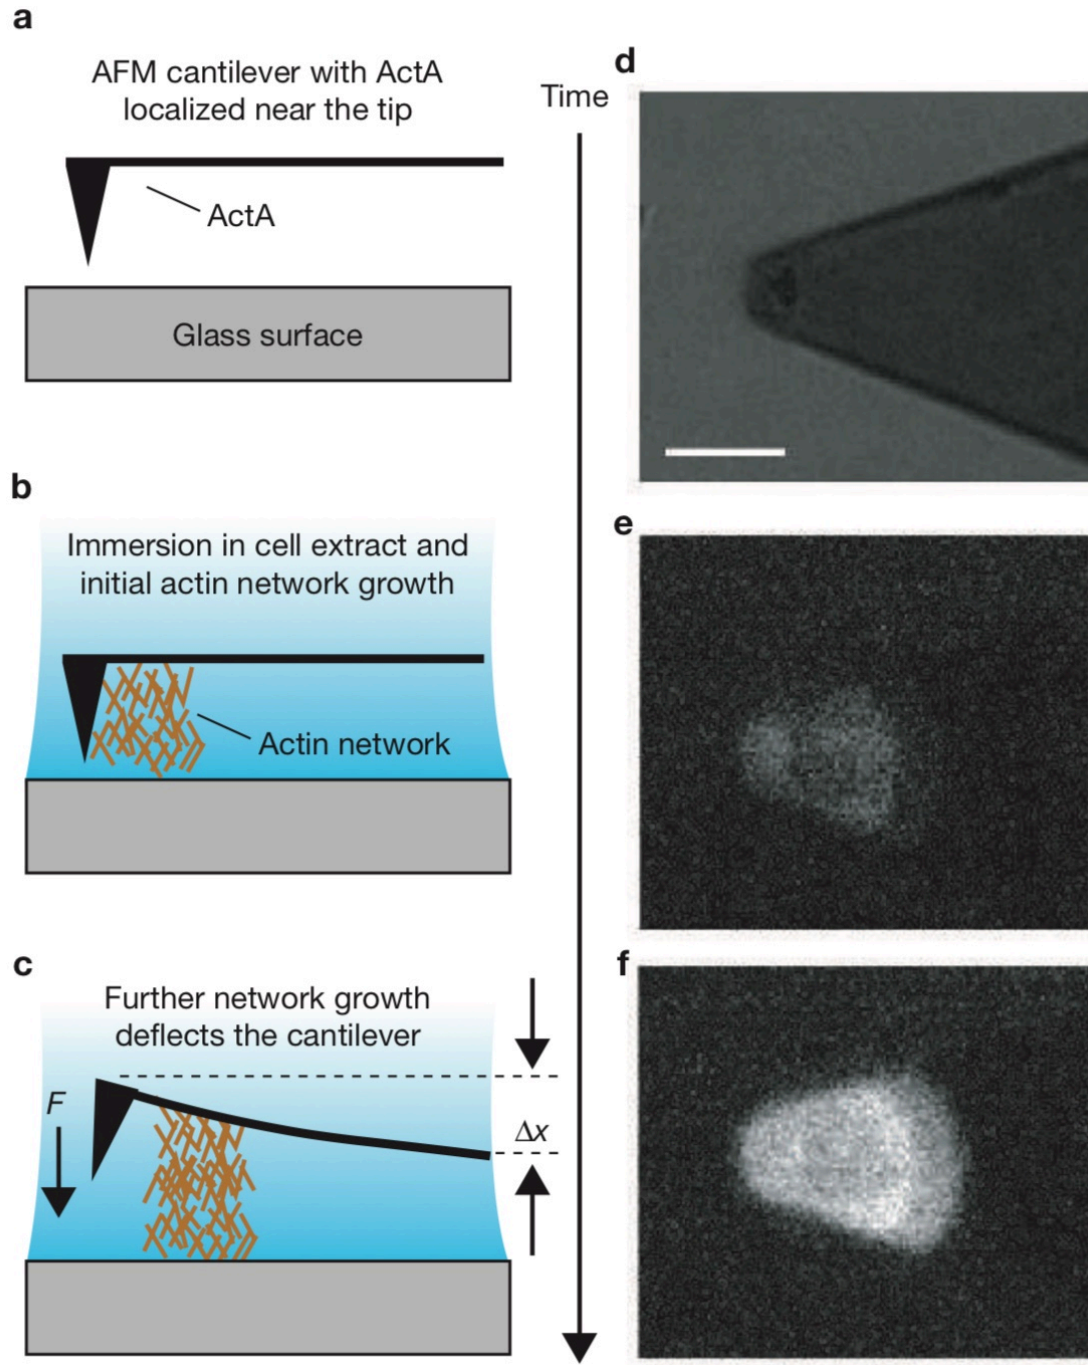 a
AFM cantilever with ActA
localized near the tip
ActA
Glass surface
Time
d
b
Immersion in cell extract and
initial actin network growth
Actin network
e
c
Further network growth
deflects the cantilever
F
Δx
f